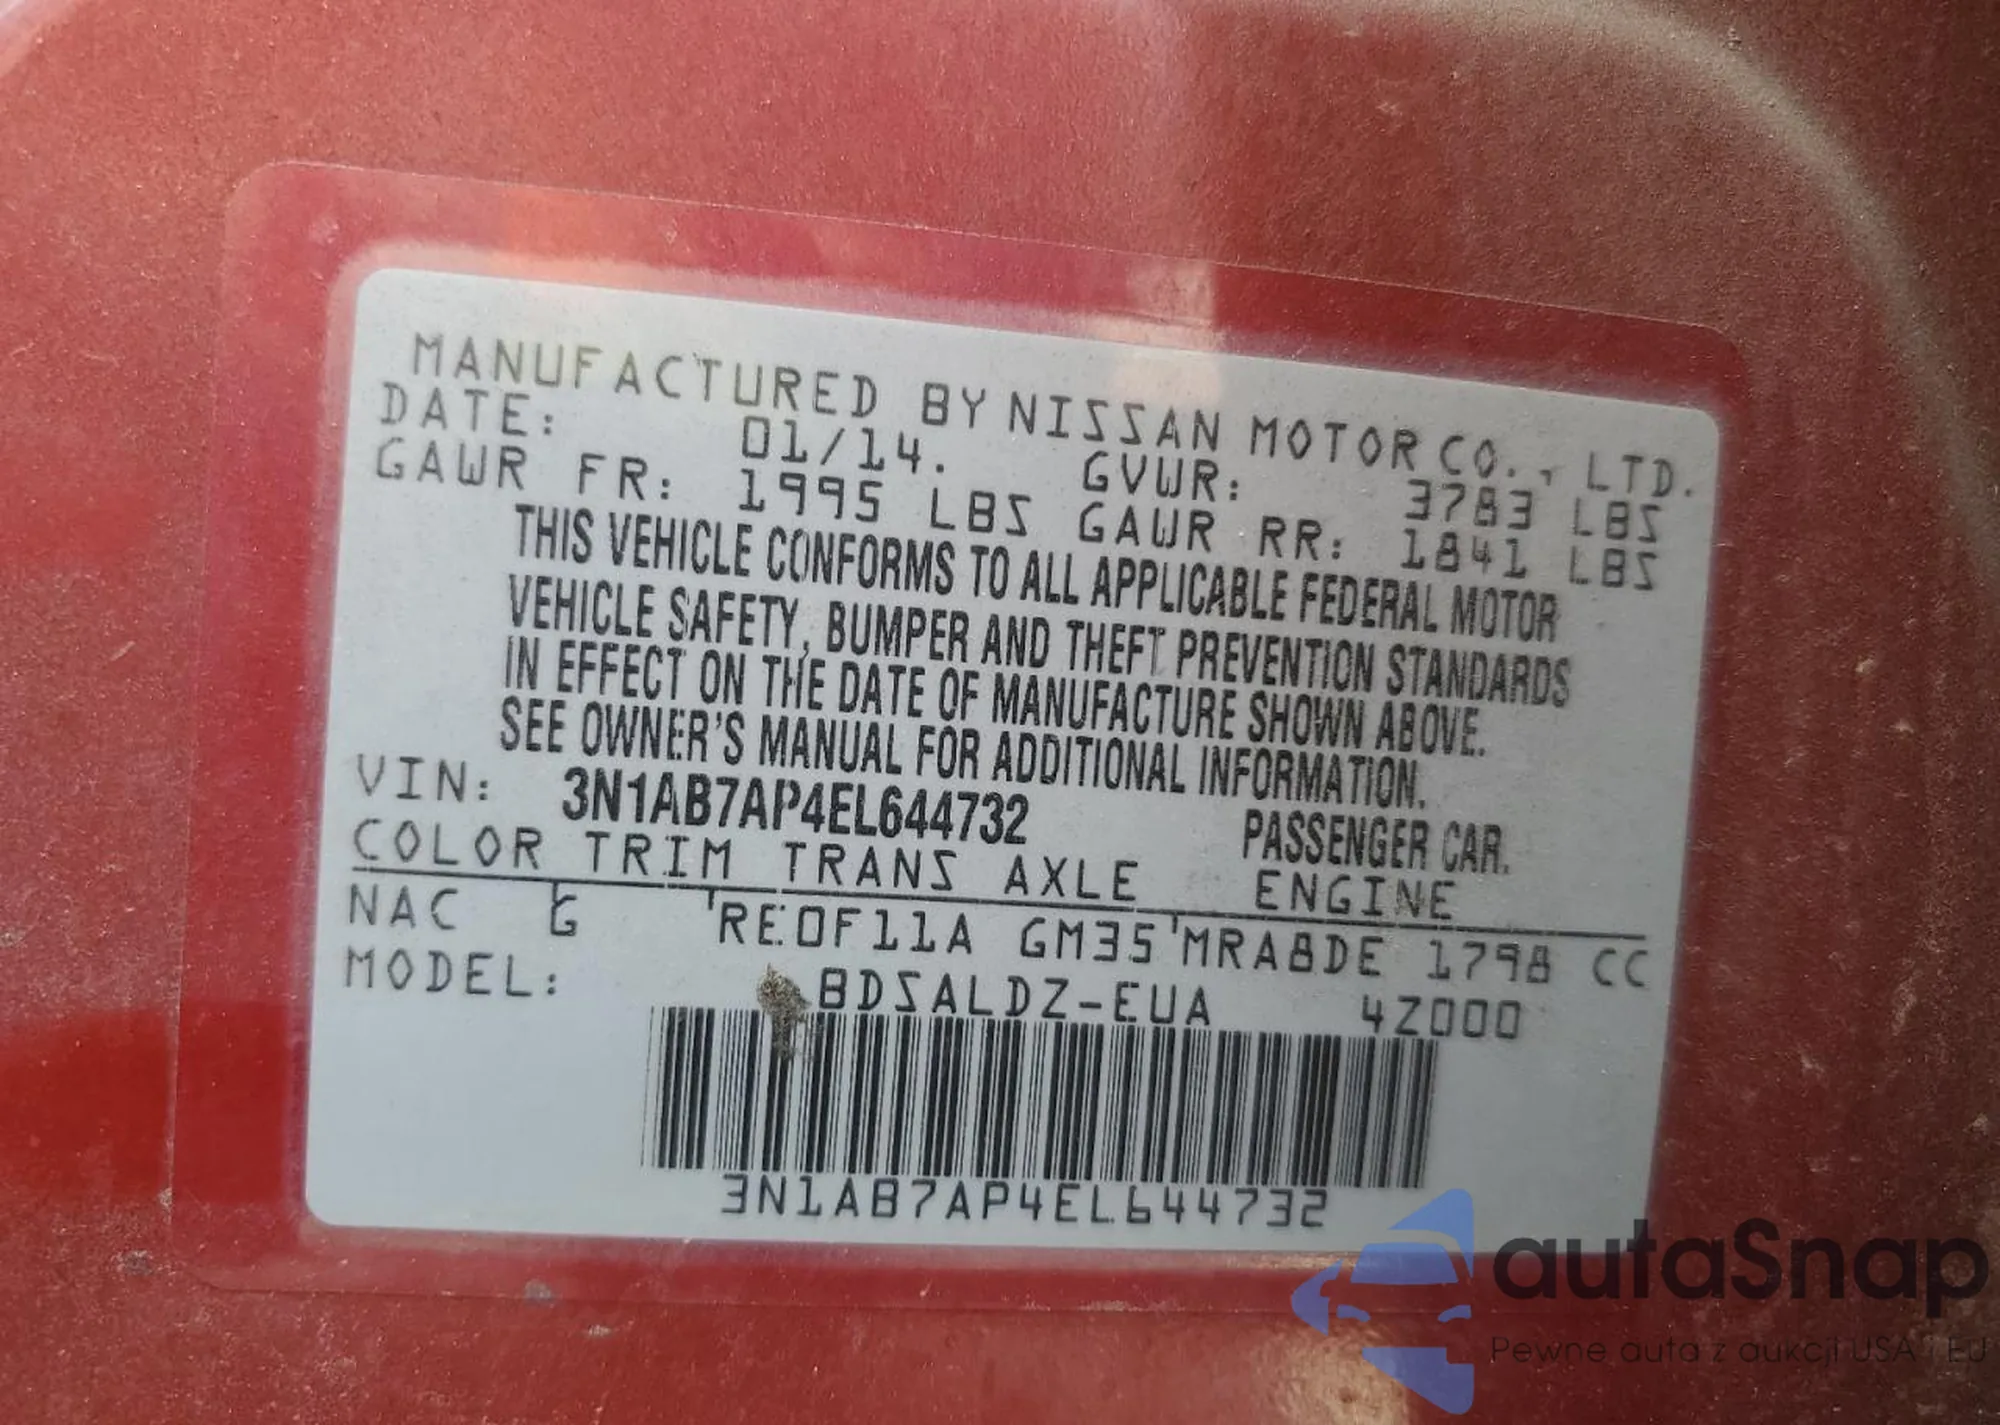 MANUFACTURED BY NISSAN MOTOR CO., LTD.
DATE: 01/14. GVWR: 3783 LBS
GAWR FR: 1995 LBS GAWR RR: 1841 LBS
THIS VEHICLE CONFORMS TO ALL APPLICABLE FEDERAL MOTOR
VEHICLE SAFETY, BUMPER AND THEFT PREVENTION STANDARDS
IN EFFECT ON THE DATE OF MANUFACTURE SHOWN ABOVE.
SEE OWNER'S MANUAL FOR ADDITIONAL INFORMATION.
VIN: 3N1AB7AP4EL644732 PASSENGER CAR.
COLOR TRIM TRANS AXLE ENGINE
NAC G RE0F11A GM35 MRA8DE 1798 CC
MODEL: BDSALDZ-EUA 4Z000
3N1AB7AP4EL644732
autaSnap
Pewne auta z aukcji USA i EU